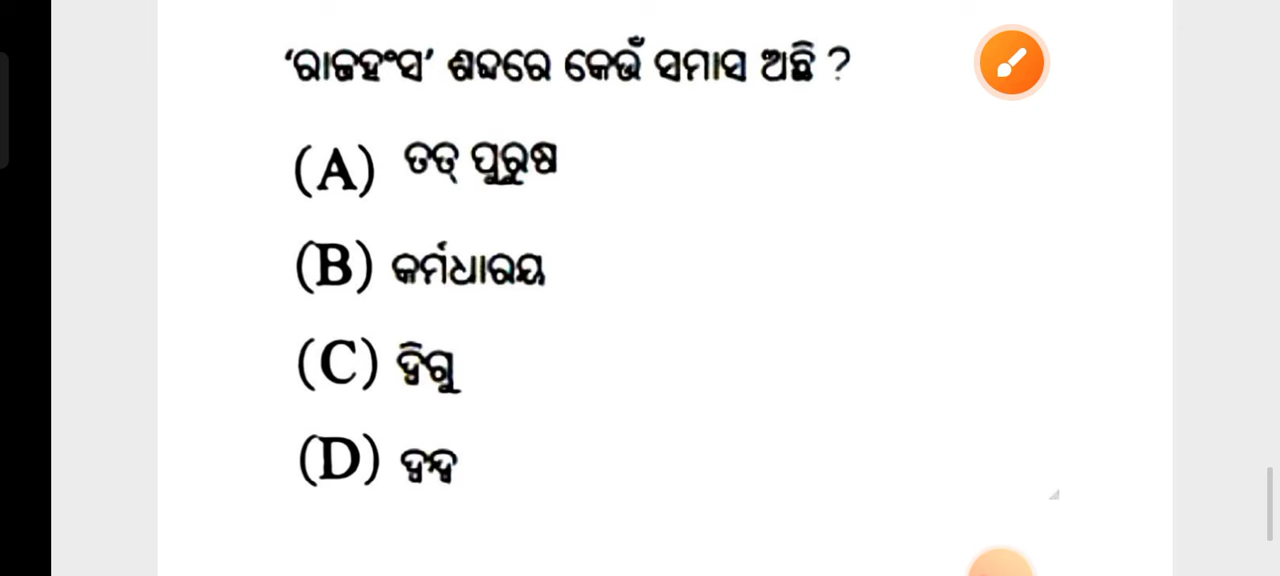 ‘ରାଜହଂସ’ ଶବ୍ଦରେ କେଉଁ ସମାସ ଅଛି ?
(A) ତତ୍ ପୁରୁଷ
(B) କର୍ମଧାରୟ
(C) ଦ୍ୱିଗୁ
(D) ଦ୍ୱନ୍ଦ୍ୱ